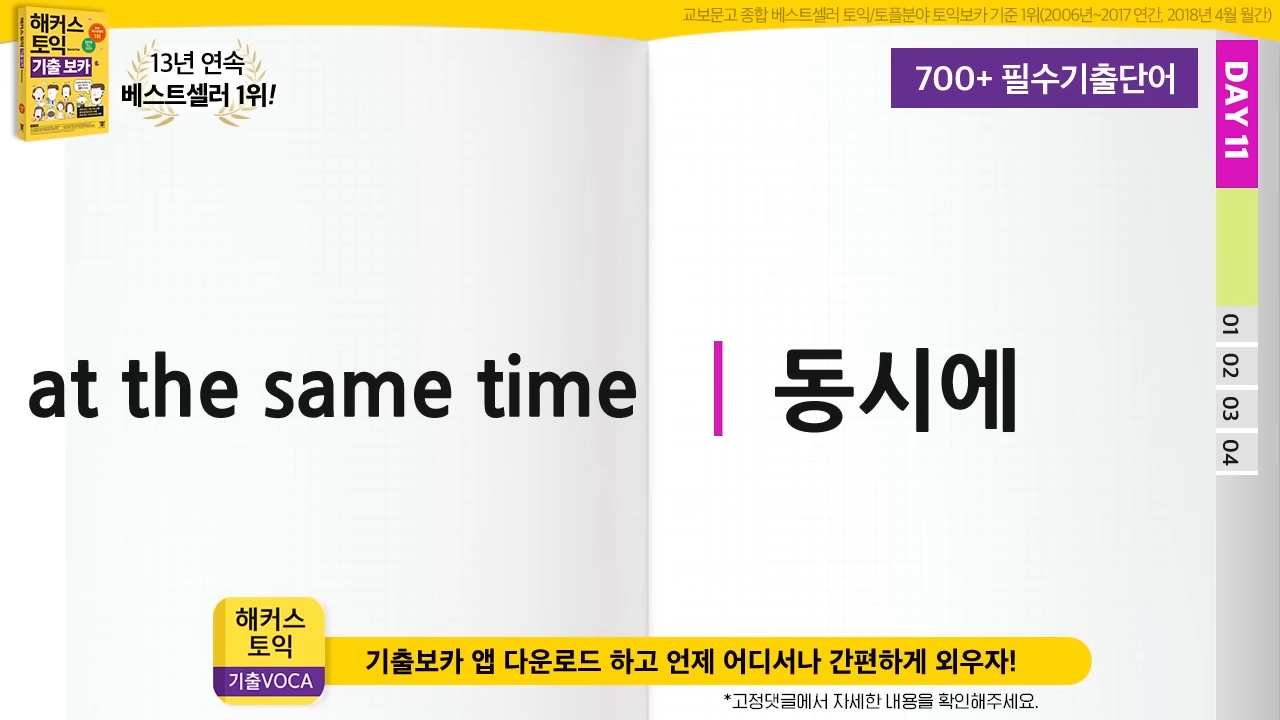 교보문고 종합 베스트셀러 토익/토플분야 토익보카 기준 1위(2006년~2017 연간, 2018년 4월 월간)
해커스
토익
기출 보카
13년 연속
베스트셀러 1위!
700+ 필수기출단어
DAY 11
01
02
03
04
at the same time
동시에
해커스
토익
기출VOCA
기출보카 앱 다운로드 하고 언제 어디서나 간편하게 외우자!
*고정댓글에서 자세한 내용을 확인해주세요.